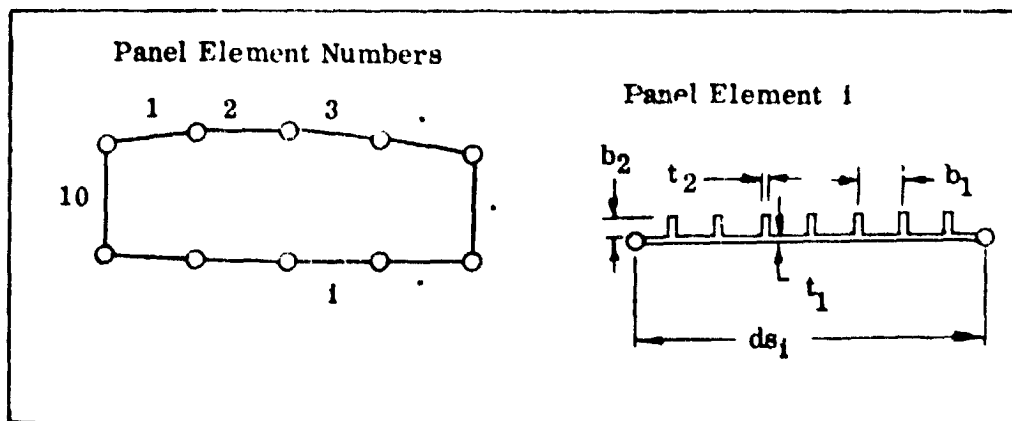 Panel Element Numbers
1 2 3
10
i
Panel Element i
b2
t2
b1
t1
dsi